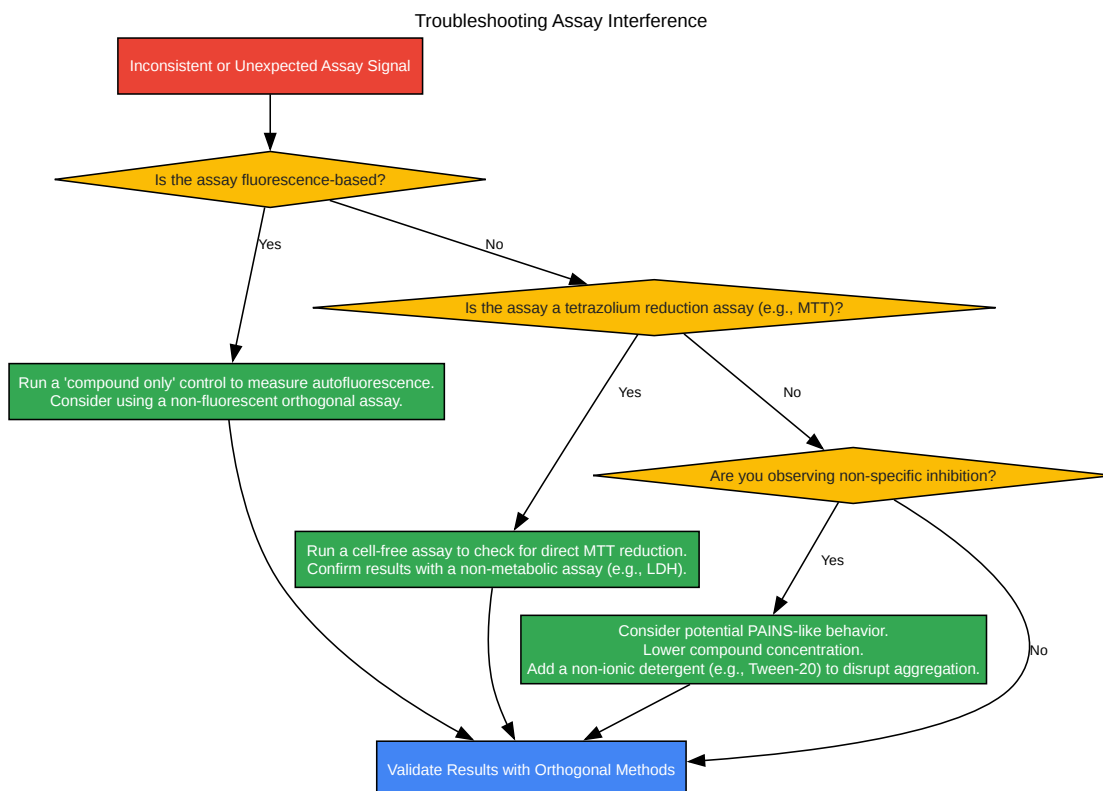 Troubleshooting Assay Interference
Inconsistent or Unexpected Assay Signal
Is the assay fluorescence-based?
Yes
No
Is the assay a tetrazolium reduction assay (e.g., MTT)?
Run a 'compound only' control to measure autofluorescence.
Consider using a non-fluorescent orthogonal assay.
Yes
No
Are you observing non-specific inhibition?
Run a cell-free assay to check for direct MTT reduction.
Confirm results with a non-metabolic assay (e.g., LDH).
Yes
No
Consider potential PAINS-like behavior.
Lower compound concentration.
Add a non-ionic detergent (e.g., Tween-20) to disrupt aggregation.
Validate Results with Orthogonal Methods